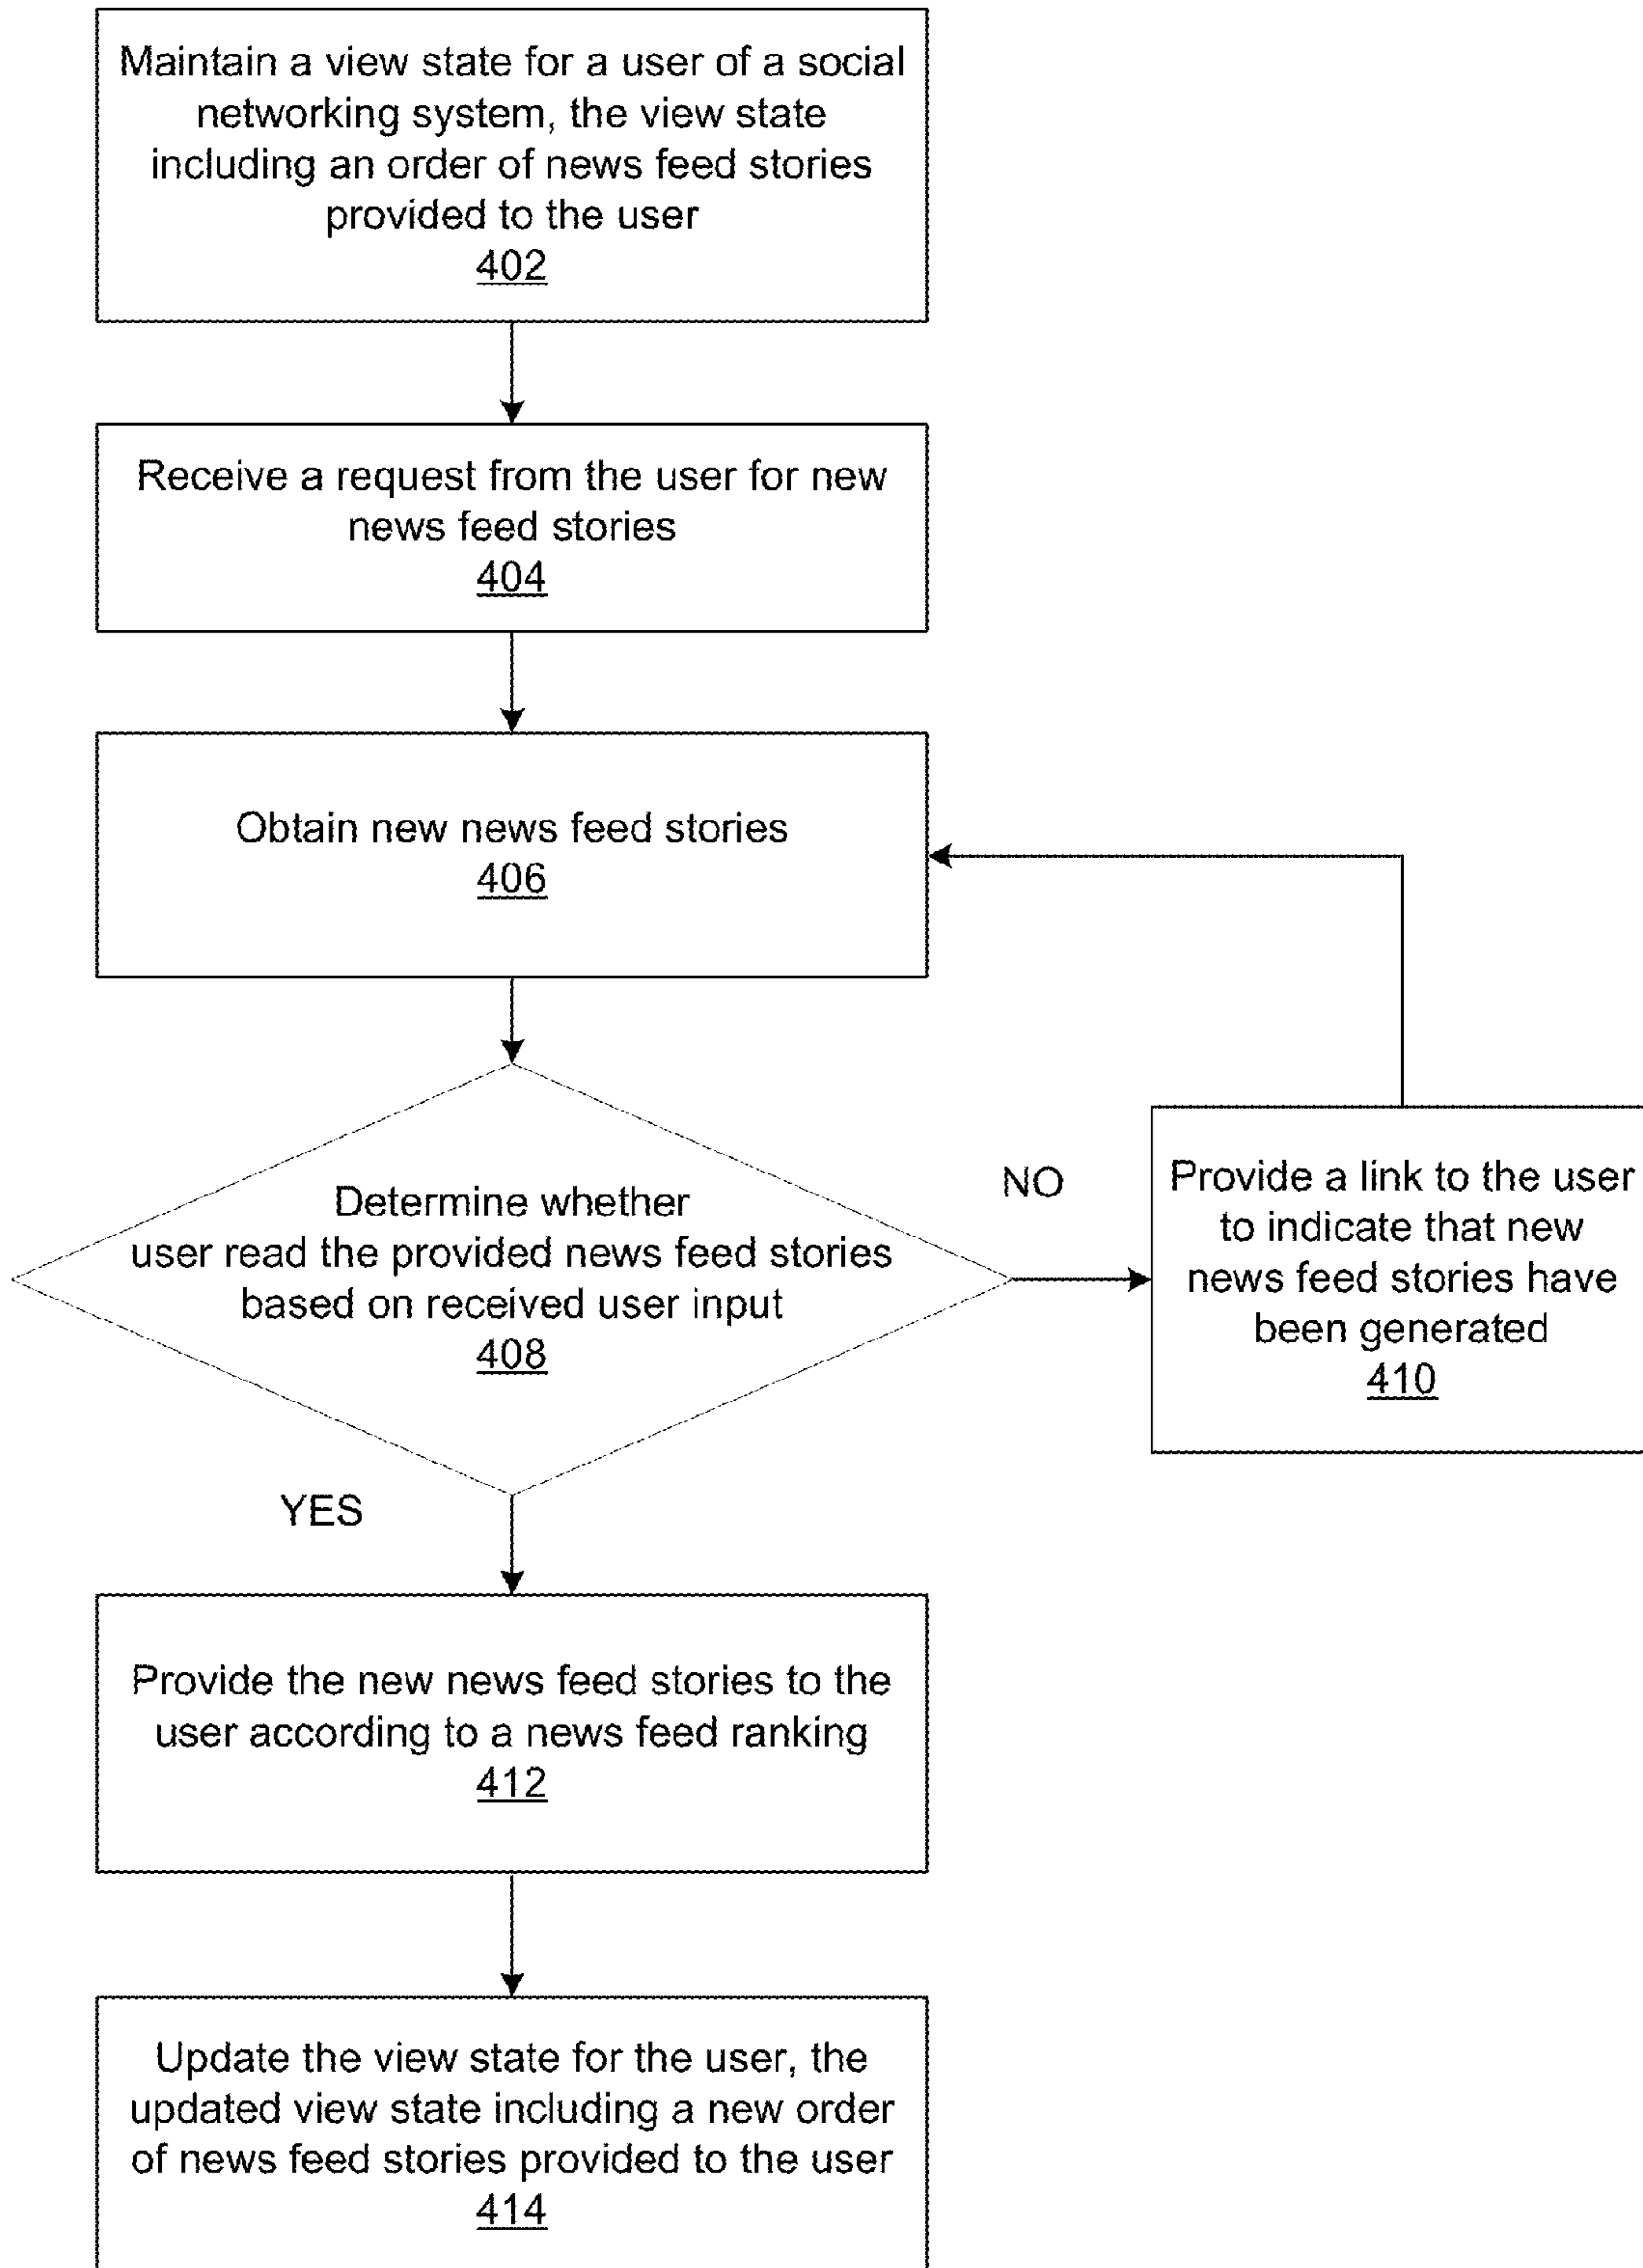 Maintain a view state for a user of a social
networking system, the view state
including an order of news feed stories
provided to the user
402
Receive a request from the user for new
news feed stories
404
Obtain new news feed stories
406
Determine whether
user read the provided news feed stories
based on received user input
408
NO
Provide a link to the user
to indicate that new
news feed stories have
been generated
410
YES
Provide the new news feed stories to the
user according to a news feed ranking
412
Update the view state for the user, the
updated view state including a new order
of news feed stories provided to the user
414